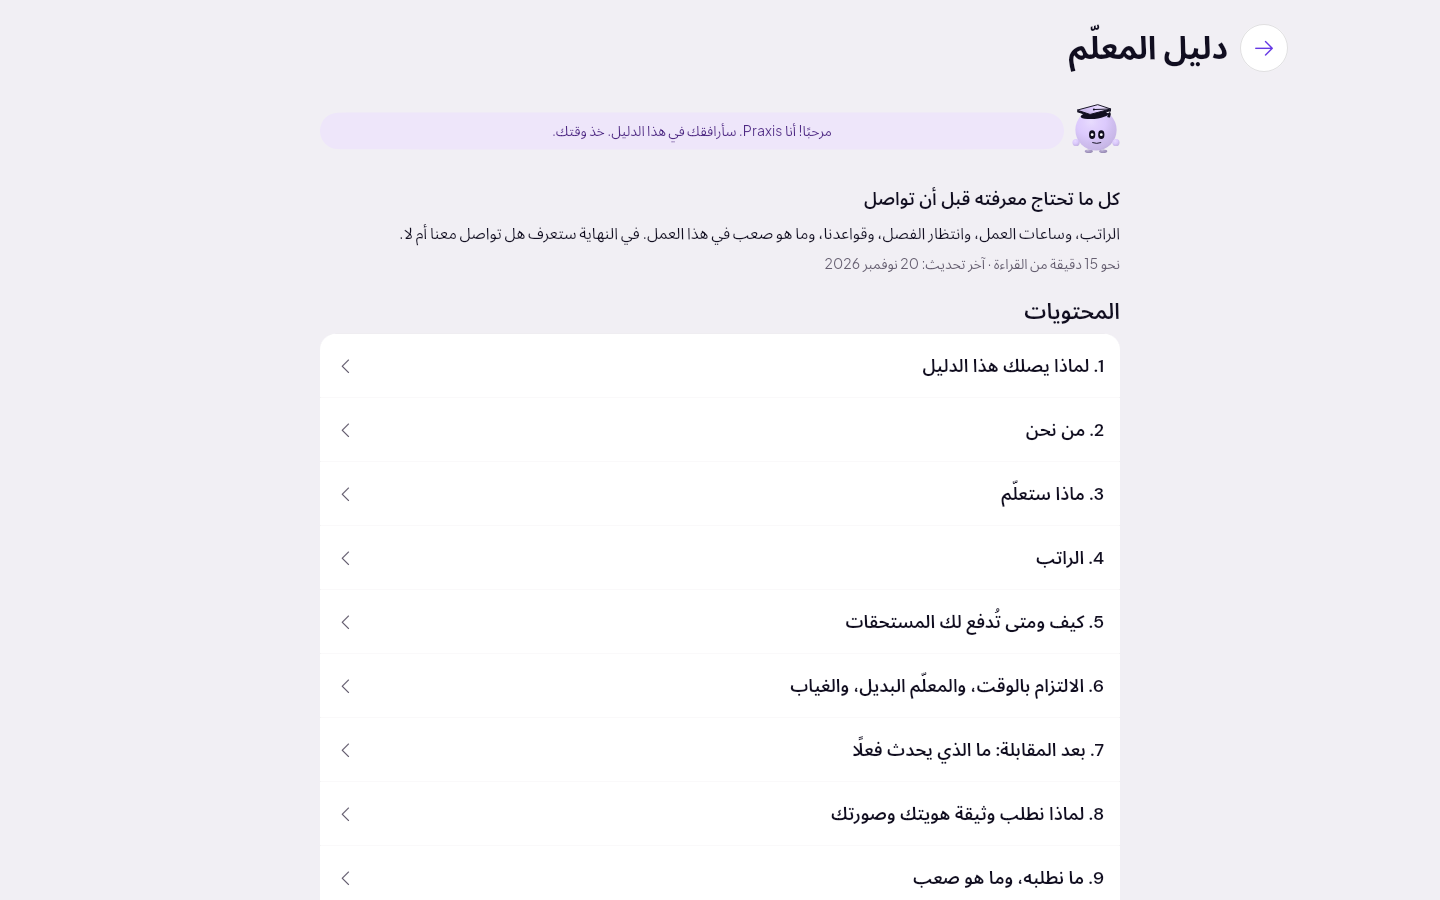 دليل المعلّم
مرحبًا! أنا Praxis. سأرافقك في هذا الدليل. خذ وقتك.
كل ما تحتاج معرفته قبل أن تواصل
الراتب، وساعات العمل، وانتظار الفصل، وقواعدنا، وما هو صعب في هذا العمل. في النهاية ستعرف هل تواصل معنا أم لا.
نحو 15 دقيقة من القراءة · آخر تحديث: 20 نوفمبر 2026
المحتويات
1. لماذا يصلك هذا الدليل
2. من نحن
3. ماذا ستعلّم
4. الراتب
5. كيف ومتى تُدفع لك المستحقات
6. الالتزام بالوقت، والمعلّم البديل، والغياب
7. بعد المقابلة: ما الذي يحدث فعلًا
8. لماذا نطلب وثيقة هويتك وصورتك
9. ما نطلبه، وما هو صعب